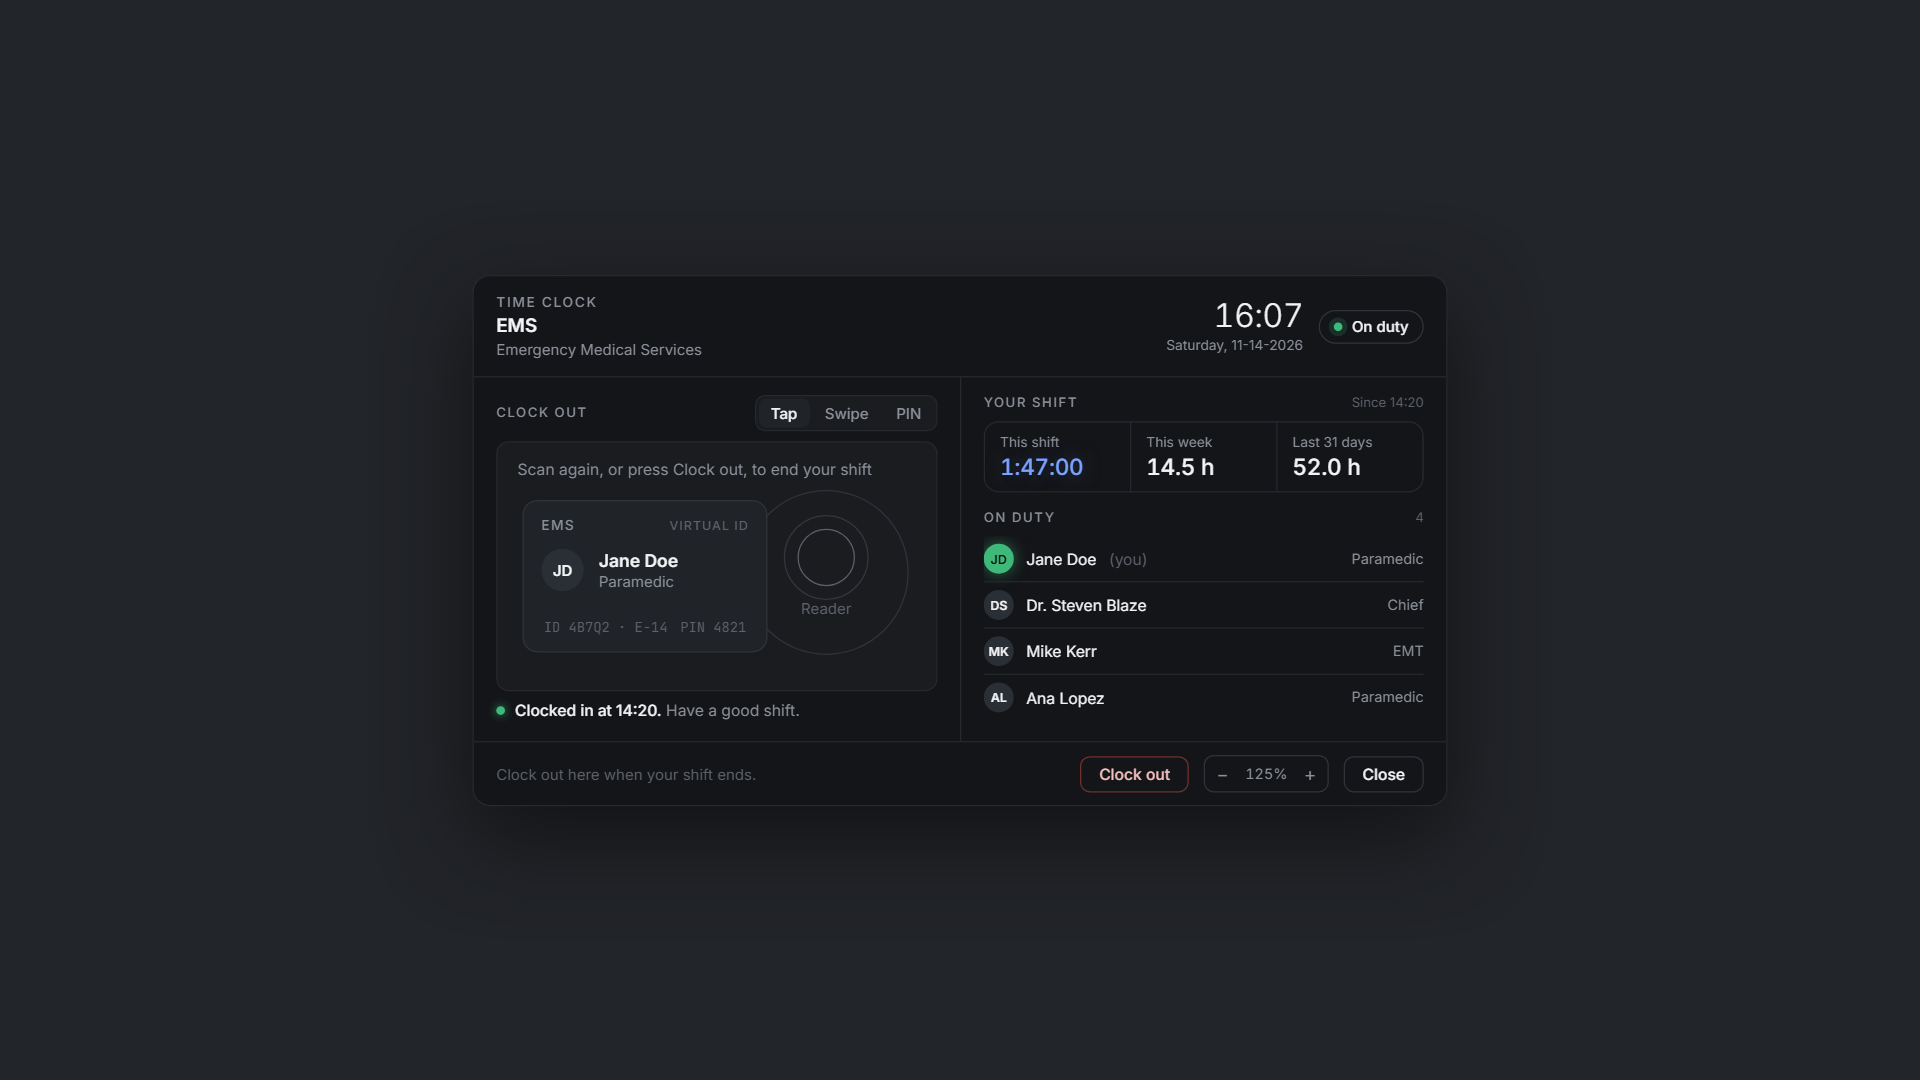 TIME CLOCK
EMS
Emergency Medical Services
16:07
Saturday, 11-14-2026
On duty
CLOCK OUT
Tap
Swipe
PIN
Scan again, or press Clock out, to end your shift
EMS
VIRTUAL ID
JD
Jane Doe
Paramedic
ID 4B7Q2 · E-14
PIN 4821
Reader
Clocked in at 14:20. Have a good shift.
YOUR SHIFT
Since 14:20
This shift
1:47:00
This week
14.5 h
Last 31 days
52.0 h
ON DUTY
4
JD Jane Doe (you) Paramedic
DS Dr. Steven Blaze Chief
MK Mike Kerr EMT
AL Ana Lopez Paramedic
Clock out here when your shift ends.
Clock out
− 125% +
Close